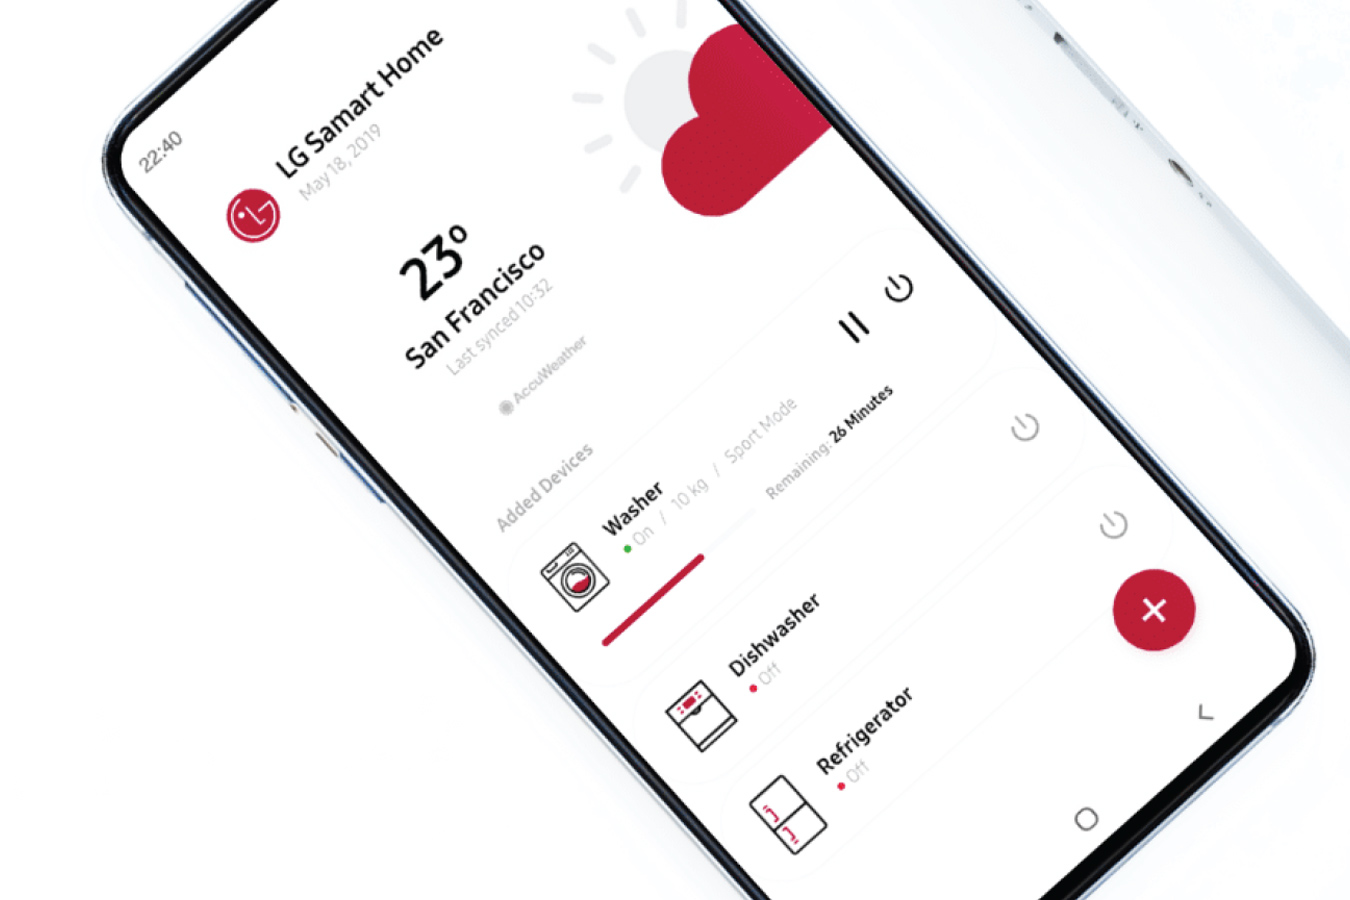 22:40
LG Samart Home
May 18, 2019
23°
San Francisco
Last synced 10:32
AccuWeather
Added Devices
Washer
On / 10 kg / Sport Mode
Remaining: 26 Minutes
Dishwasher
Off
Refrigerator
Off